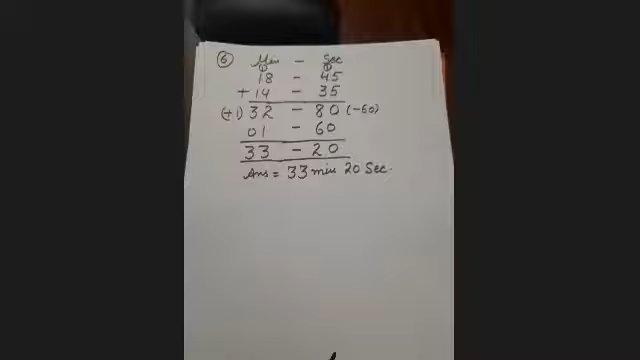 6 Min - Sec
18 - 45
+ 14 - 35
(+1) 32 - 80 (-60)
01 - 60
33 - 20
Ans = 33 min 20 Sec.